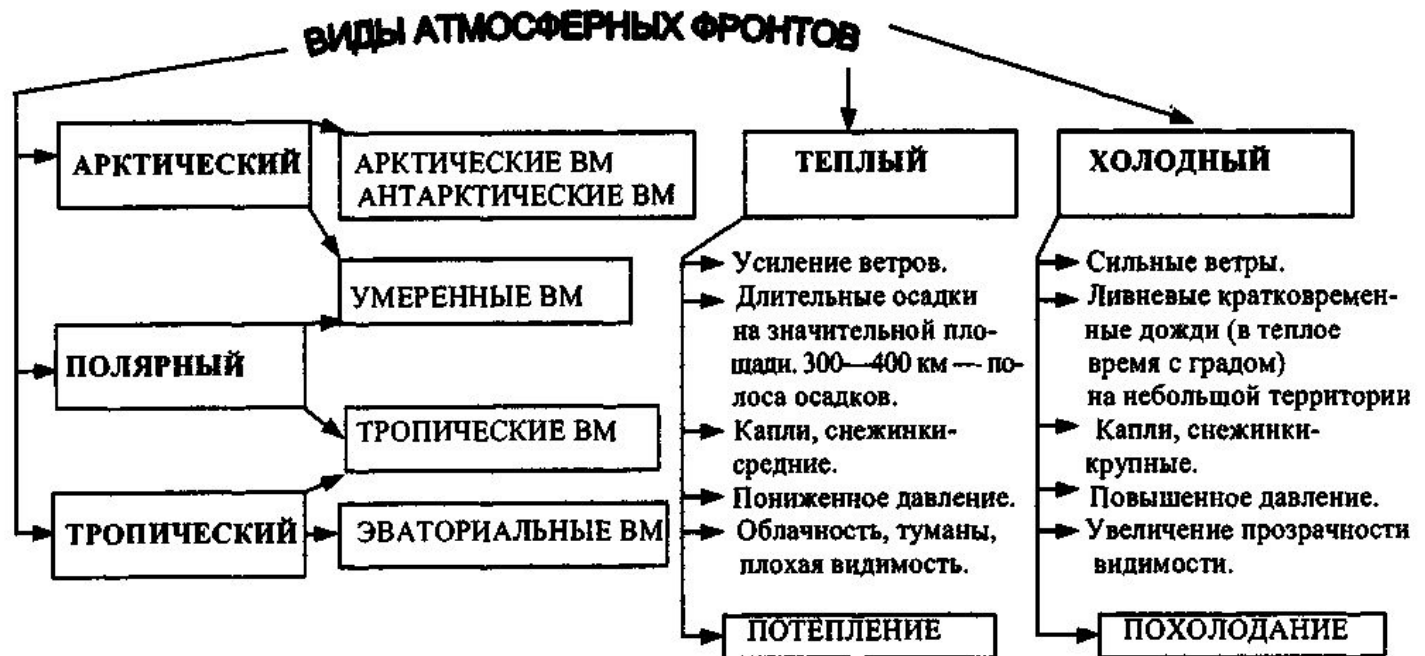 ВИДЫ АТМОСФЕРНЫХ ФРОНТОВ
АРКТИЧЕСКИЙ
АРКТИЧЕСКИЕ ВМ
АНТАРКТИЧЕСКИЕ ВМ
УМЕРЕННЫЕ ВМ
ПОЛЯРНЫЙ
ТРОПИЧЕСКИЕ ВМ
ТРОПИЧЕСКИЙ
ЭВАТОРИАЛЬНЫЕ ВМ
ТЕПЛЫЙ
Усиление ветров.
Длительные осадки
на значительной пло-
щади. 300—400 км — по-
лоса осадков.
Капли, снежинки-
средние.
Пониженное давление.
Облачность, туманы,
плохая видимость.
ПОТЕПЛЕНИЕ
ХОЛОДНЫЙ
Сильные ветры.
Ливневые кратковремен-
ные дожди (в теплое
время с градом)
на небольшой территории
Капли, снежинки-
крупные.
Повышенное давление.
Увеличение прозрачности
видимости.
ПОХОЛОДАНИЕ